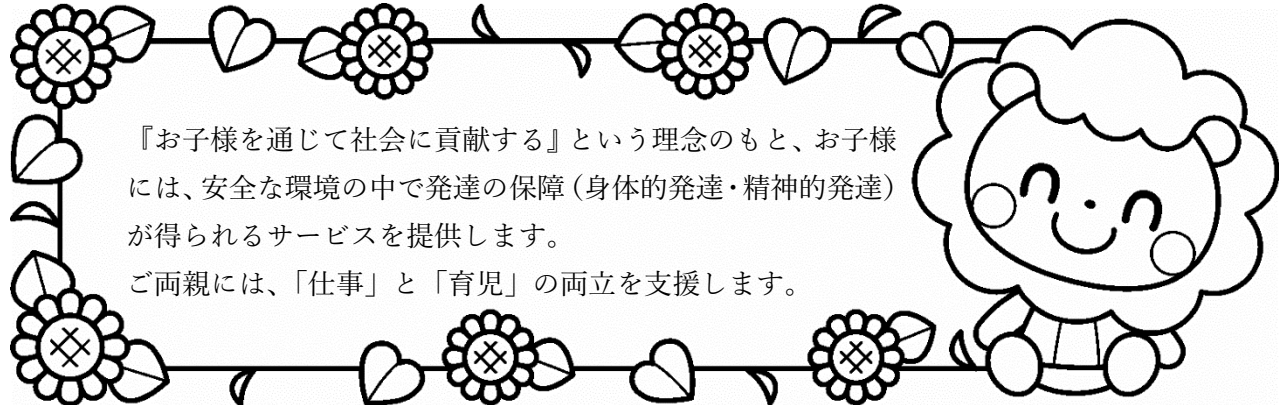 『お子様を通じて社会に貢献する』という理念のもと、お子様
には、安全な環境の中で発達の保障（身体的発達・精神的発達）
が得られるサービスを提供します。
ご両親には、「仕事」と「育児」の両立を支援します。